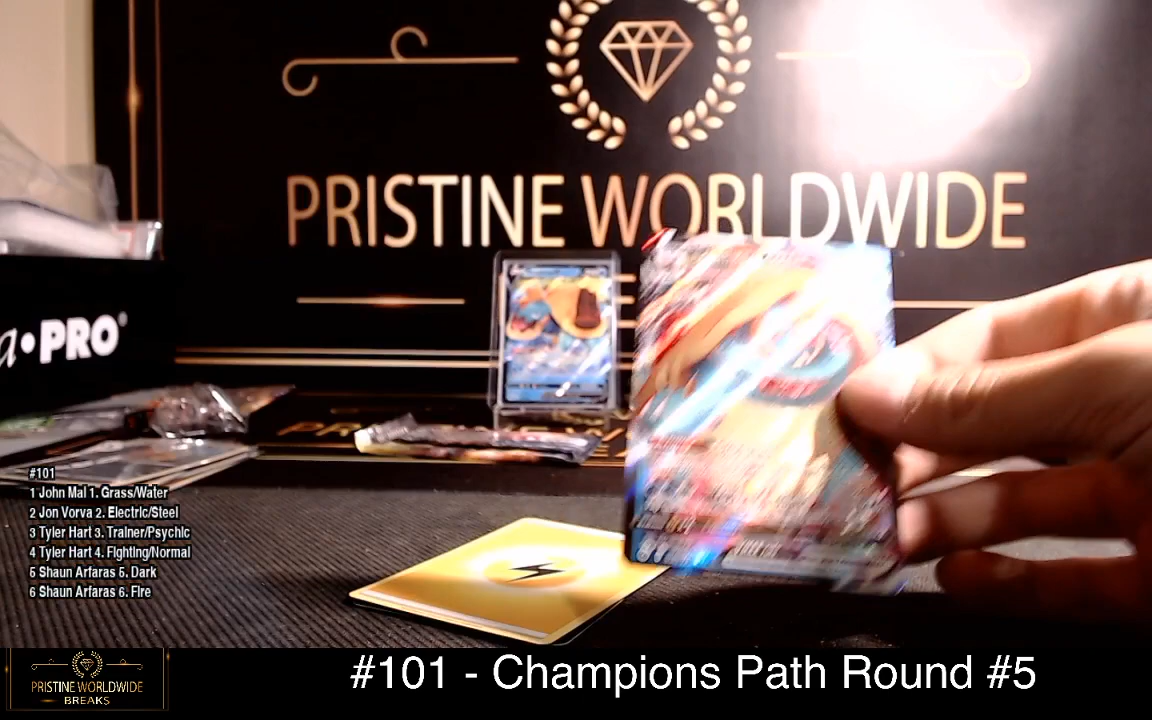 PRISTINE WORLDWIDE
a•PRO®
#101
1 John Mai 1. Grass/Water
2 Jon Vorva 2. Electric/Steel
3 Tyler Hart 3. Trainer/Psychic
4 Tyler Hart 4. Fighting/Normal
5 Shaun Arfaras 5. Dark
6 Shaun Arfaras 6. Fire
PRISTINE WORLDWIDE
BREAKS
#101 - Champions Path Round #5